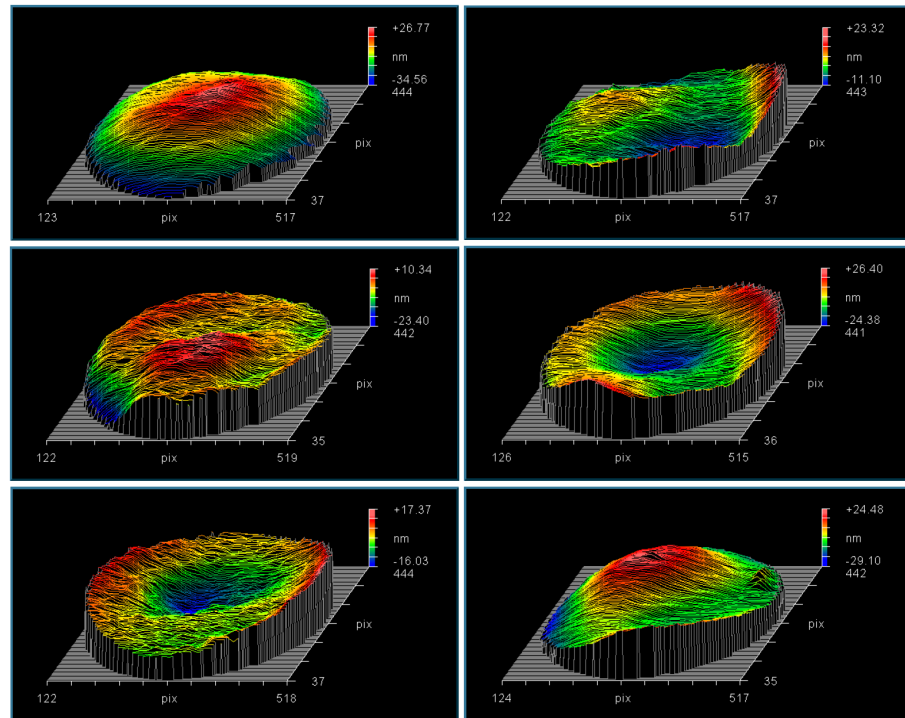 +26.77
nm
-34.56
444
pix
37
123
pix
517
+23.32
nm
-11.10
443
pix
37
122
pix
517
+10.34
nm
-23.40
442
pix
35
122
pix
519
+26.40
nm
-24.38
441
pix
36
126
pix
515
+17.37
nm
-16.03
444
pix
37
122
pix
518
+24.48
nm
-29.10
442
pix
35
124
pix
517